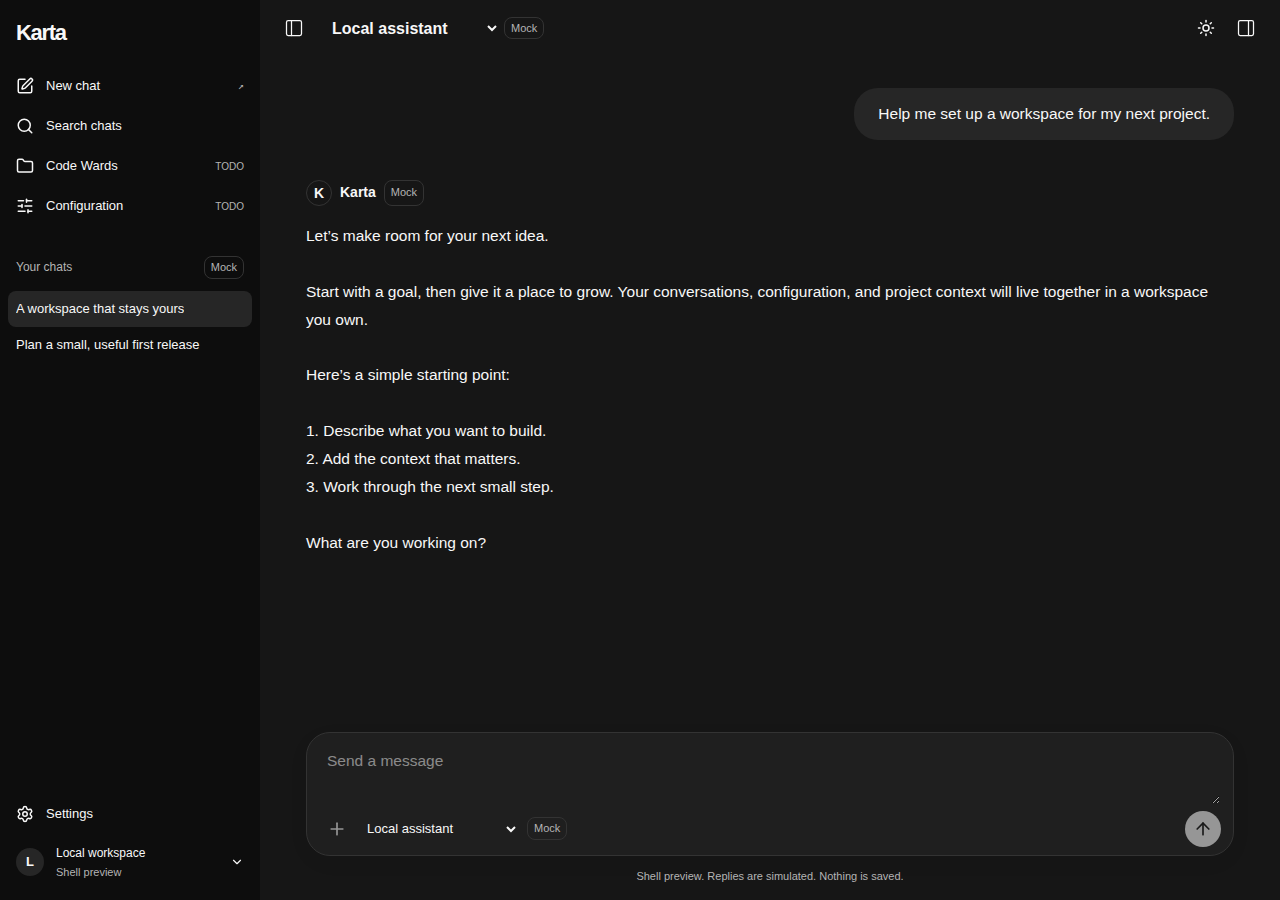 Karta
New chat
Search chats
Code Wards TODO
Configuration TODO
Your chats Mock
A workspace that stays yours
Plan a small, useful first release
Settings
L
Local workspace
Shell preview
Local assistant Mock
Help me set up a workspace for my next project.
K Karta Mock
Let’s make room for your next idea.
Start with a goal, then give it a place to grow. Your conversations, configuration, and project context will live together in a workspace
you own.
Here’s a simple starting point:
1. Describe what you want to build.
2. Add the context that matters.
3. Work through the next small step.
What are you working on?
Send a message
Local assistant Mock
Shell preview. Replies are simulated. Nothing is saved.